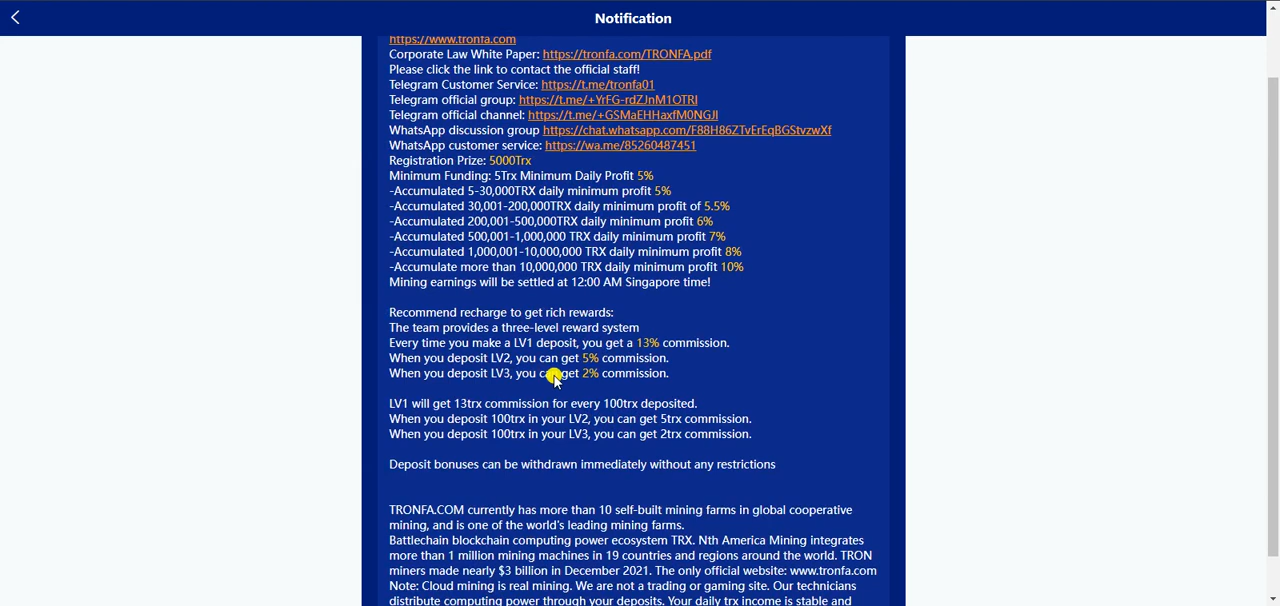 Notification
https://www.tronfa.com
Corporate Law White Paper: https://tronfa.com/TRONFA.pdf
Please click the link to contact the official staff!
Telegram Customer Service: https://t.me/tronfa01
Telegram official group: https://t.me/+YrFG-rdZJnM1OTRl
Telegram official channel: https://t.me/+GSMaEHHaxfM0NGJl
WhatsApp discussion group https://chat.whatsapp.com/F88H86ZTvErEqBGStvzwXf
WhatsApp customer service: https://wa.me/85260487451
Registration Prize: 5000Trx
Minimum Funding: 5Trx Minimum Daily Profit 5%
-Accumulated 5-30,000TRX daily minimum profit 5%
-Accumulated 30,001-200,000TRX daily minimum profit of 5.5%
-Accumulated 200,001-500,000TRX daily minimum profit 6%
-Accumulated 500,001-1,000,000 TRX daily minimum profit 7%
-Accumulated 1,000,001-10,000,000 TRX daily minimum profit 8%
-Accumulate more than 10,000,000 TRX daily minimum profit 10%
Mining earnings will be settled at 12:00 AM Singapore time!
Recommend recharge to get rich rewards:
The team provides a three-level reward system
Every time you make a LV1 deposit, you get a 13% commission.
When you deposit LV2, you can get 5% commission.
When you deposit LV3, you can get 2% commission.
LV1 will get 13trx commission for every 100trx deposited.
When you deposit 100trx in your LV2, you can get 5trx commission.
When you deposit 100trx in your LV3, you can get 2trx commission.
Deposit bonuses can be withdrawn immediately without any restrictions
TRONFA.COM currently has more than 10 self-built mining farms in global cooperative
mining, and is one of the world's leading mining farms.
Battlechain blockchain computing power ecosystem TRX. Nth America Mining integrates
more than 1 million mining machines in 19 countries and regions around the world. TRON
miners made nearly $3 billion in December 2021. The only official website: www.tronfa.com
Note: Cloud mining is real mining. We are not a trading or gaming site. Our technicians
distribute computing power through your deposits. Your daily trx income is stable and